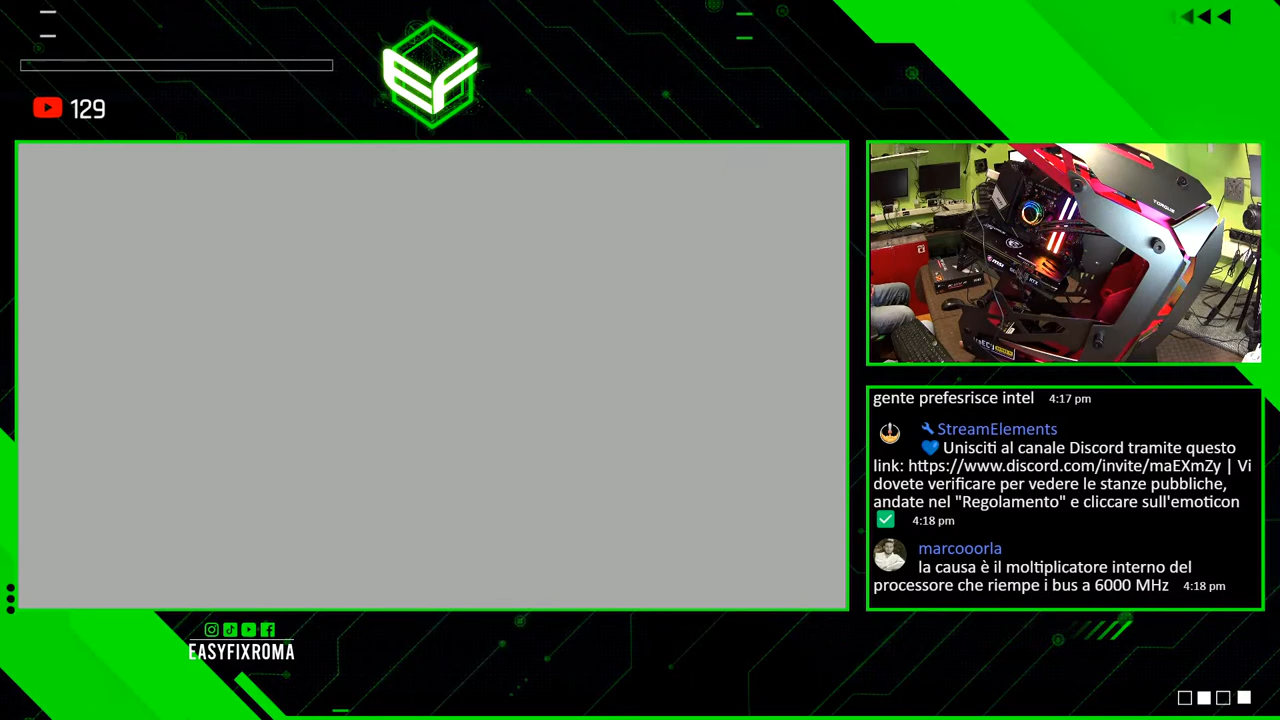 EF
129
TORQUE
gente prefesrisce intel 4:17 pm
StreamElements
💙 Unisciti al canale Discord tramite questo
link: https://www.discord.com/invite/maEXmZy | Vi
dovete verificare per vedere le stanze pubbliche,
andate nel "Regolamento" e cliccare sull'emoticon
✅ 4:18 pm
marcooorla
la causa è il moltiplicatore interno del
processore che riempe i bus a 6000 MHz 4:18 pm
EASYFIXROMA